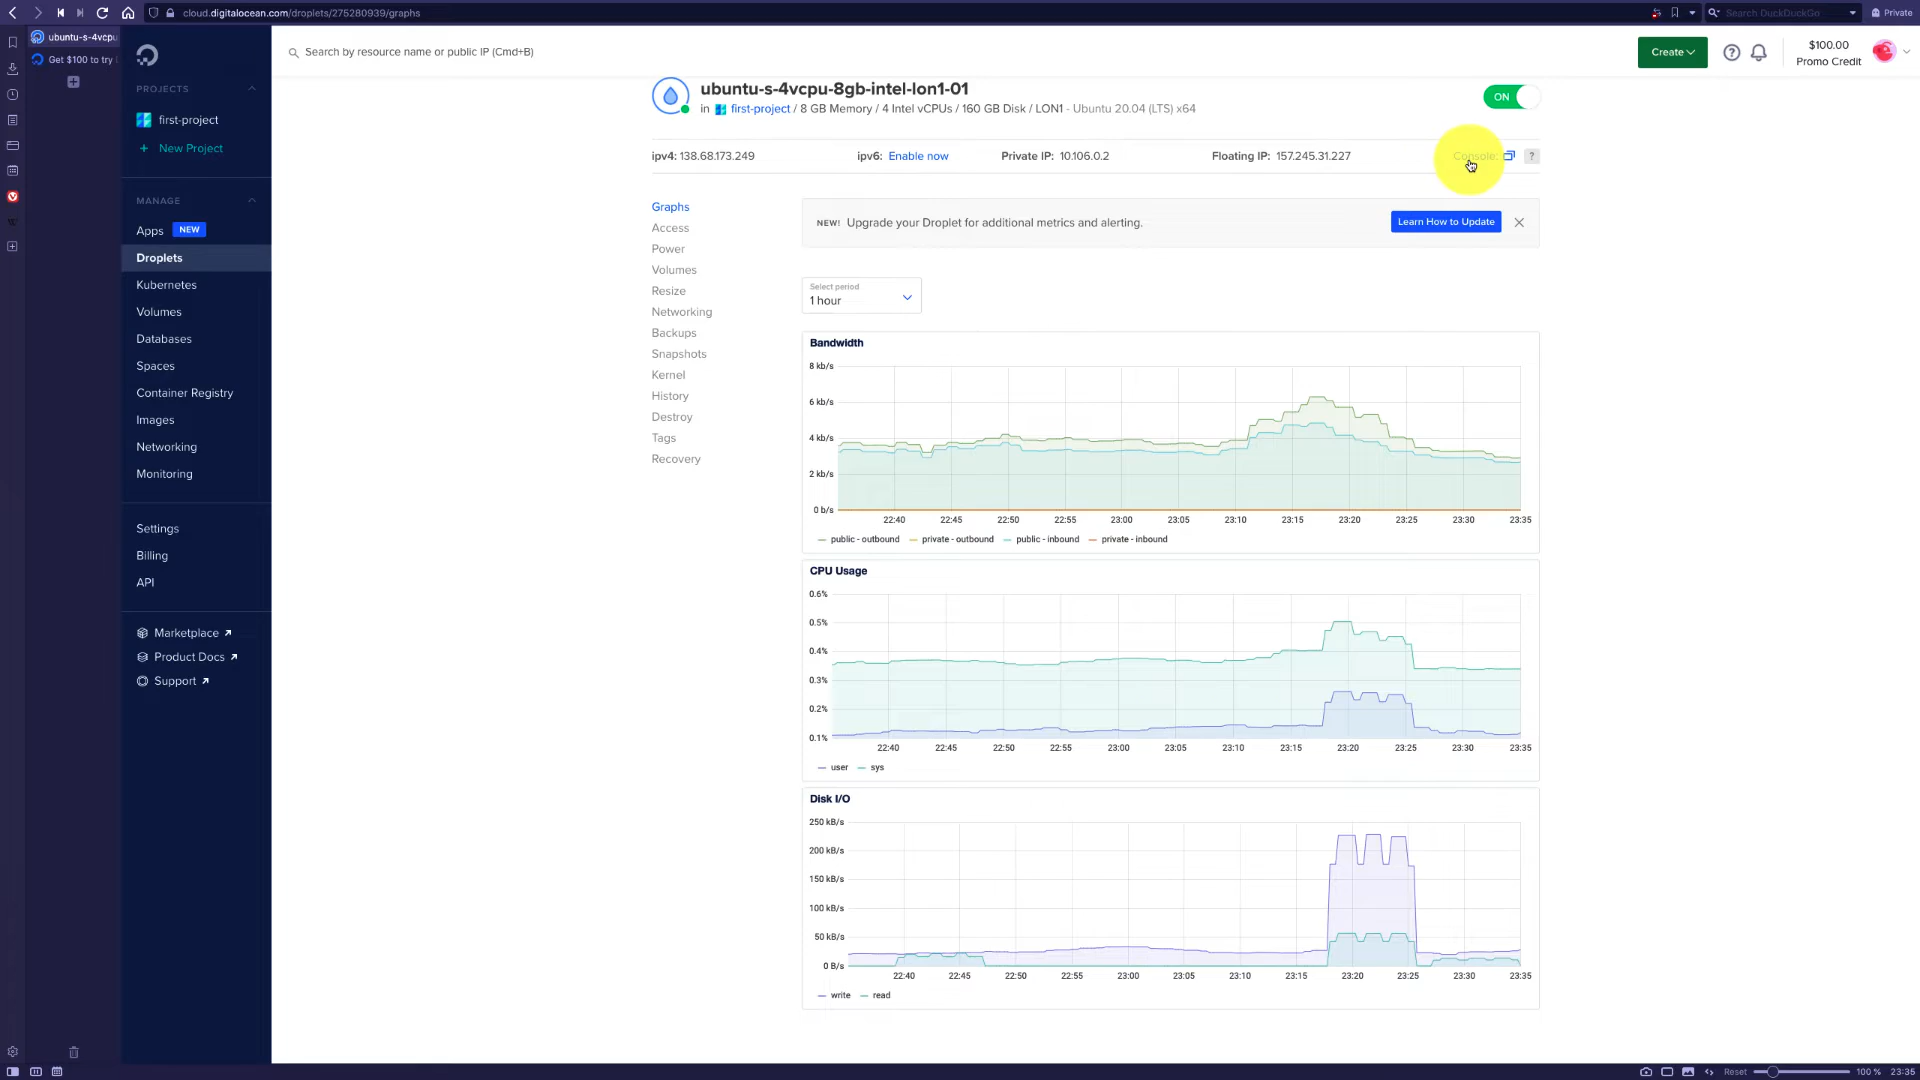 cloud.digitalocean.com/droplets/275280939/graphs
Search DuckDuckGo
Private
ubuntu-s-4vcpu
Get $100 to try
Search by resource name or public IP (Cmd+B)
Create
$100.00
Promo Credit
PROJECTS
first-project
+ New Project
MANAGE
Apps NEW
Droplets
Kubernetes
Volumes
Databases
Spaces
Container Registry
Images
Networking
Monitoring
Settings
Billing
API
Marketplace
Product Docs
Support
ubuntu-s-4vcpu-8gb-intel-lon1-01
in first-project / 8 GB Memory / 4 Intel vCPUs / 160 GB Disk / LON1 - Ubuntu 20.04 (LTS) x64
ON
ipv4: 138.68.173.249
ipv6: Enable now
Private IP: 10.106.0.2
Floating IP: 157.245.31.227
Console:
?
Graphs
Access
Power
Volumes
Resize
Networking
Backups
Snapshots
Kernel
History
Destroy
Tags
Recovery
NEW! Upgrade your Droplet for additional metrics and alerting.
Learn How to Update
Select period
1 hour
Bandwidth
8 kb/s
6 kb/s
4 kb/s
2 kb/s
0 b/s
22:40 22:45 22:50 22:55 23:00 23:05 23:10 23:15 23:20 23:25 23:30 23:35
public - outbound private - outbound public - inbound private - inbound
CPU Usage
0.6%
0.5%
0.4%
0.3%
0.2%
0.1%
22:40 22:45 22:50 22:55 23:00 23:05 23:10 23:15 23:20 23:25 23:30 23:35
user sys
Disk I/O
250 kB/s
200 kB/s
150 kB/s
100 kB/s
50 kB/s
0 B/s
22:40 22:45 22:50 22:55 23:00 23:05 23:10 23:15 23:20 23:25 23:30 23:35
write read
Reset
100 %
23:35